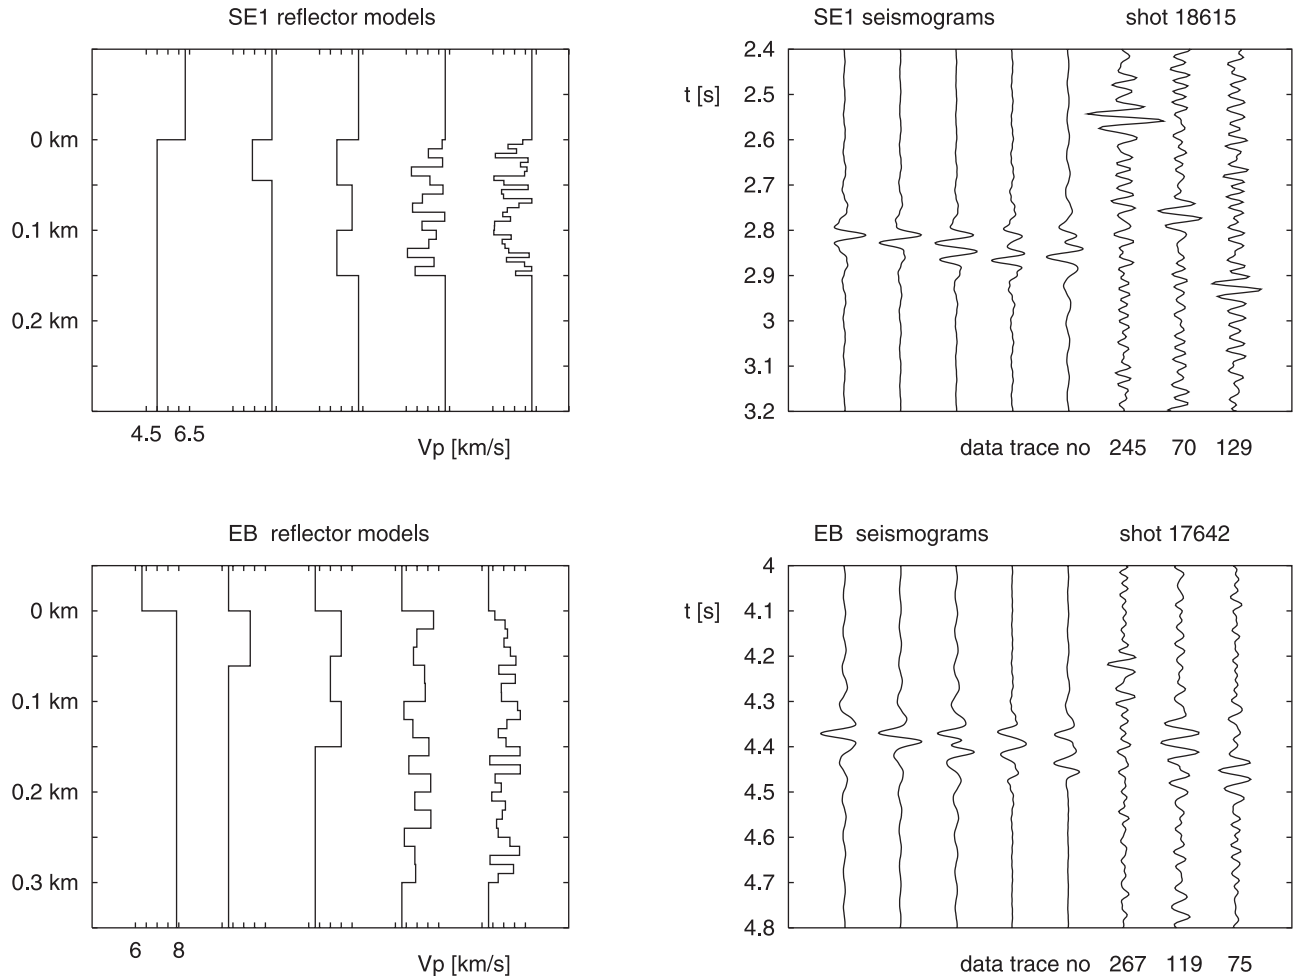 SE1 reflector models
0 km
0.1 km
0.2 km
4.5 6.5
Vp [km/s]
SE1 seismograms shot 18615
t [s]
2.4
2.5
2.6
2.7
2.8
2.9
3
3.1
3.2
data trace no 245 70 129
EB reflector models
0 km
0.1 km
0.2 km
0.3 km
6 8
Vp [km/s]
EB seismograms shot 17642
t [s]
4
4.1
4.2
4.3
4.4
4.5
4.6
4.7
4.8
data trace no 267 119 75